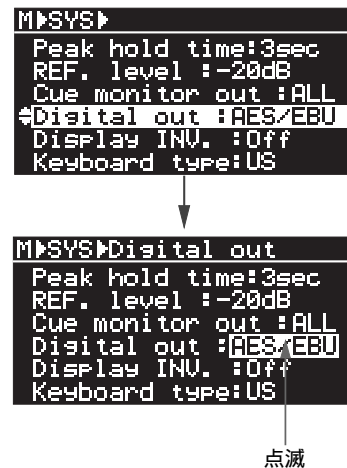 M▶SYS▶
Peak hold time:3sec
REF. level :-20dB
Cue monitor out :ALL
Digital out :AES/EBU
Display INV. :Off
Keyboard type:US
M▶SYS▶Digital out
Peak hold time:3sec
REF. level :-20dB
Cue monitor out :ALL
Digital out :AES/EBU
Display INV. :Off
Keyboard type:US
点滅